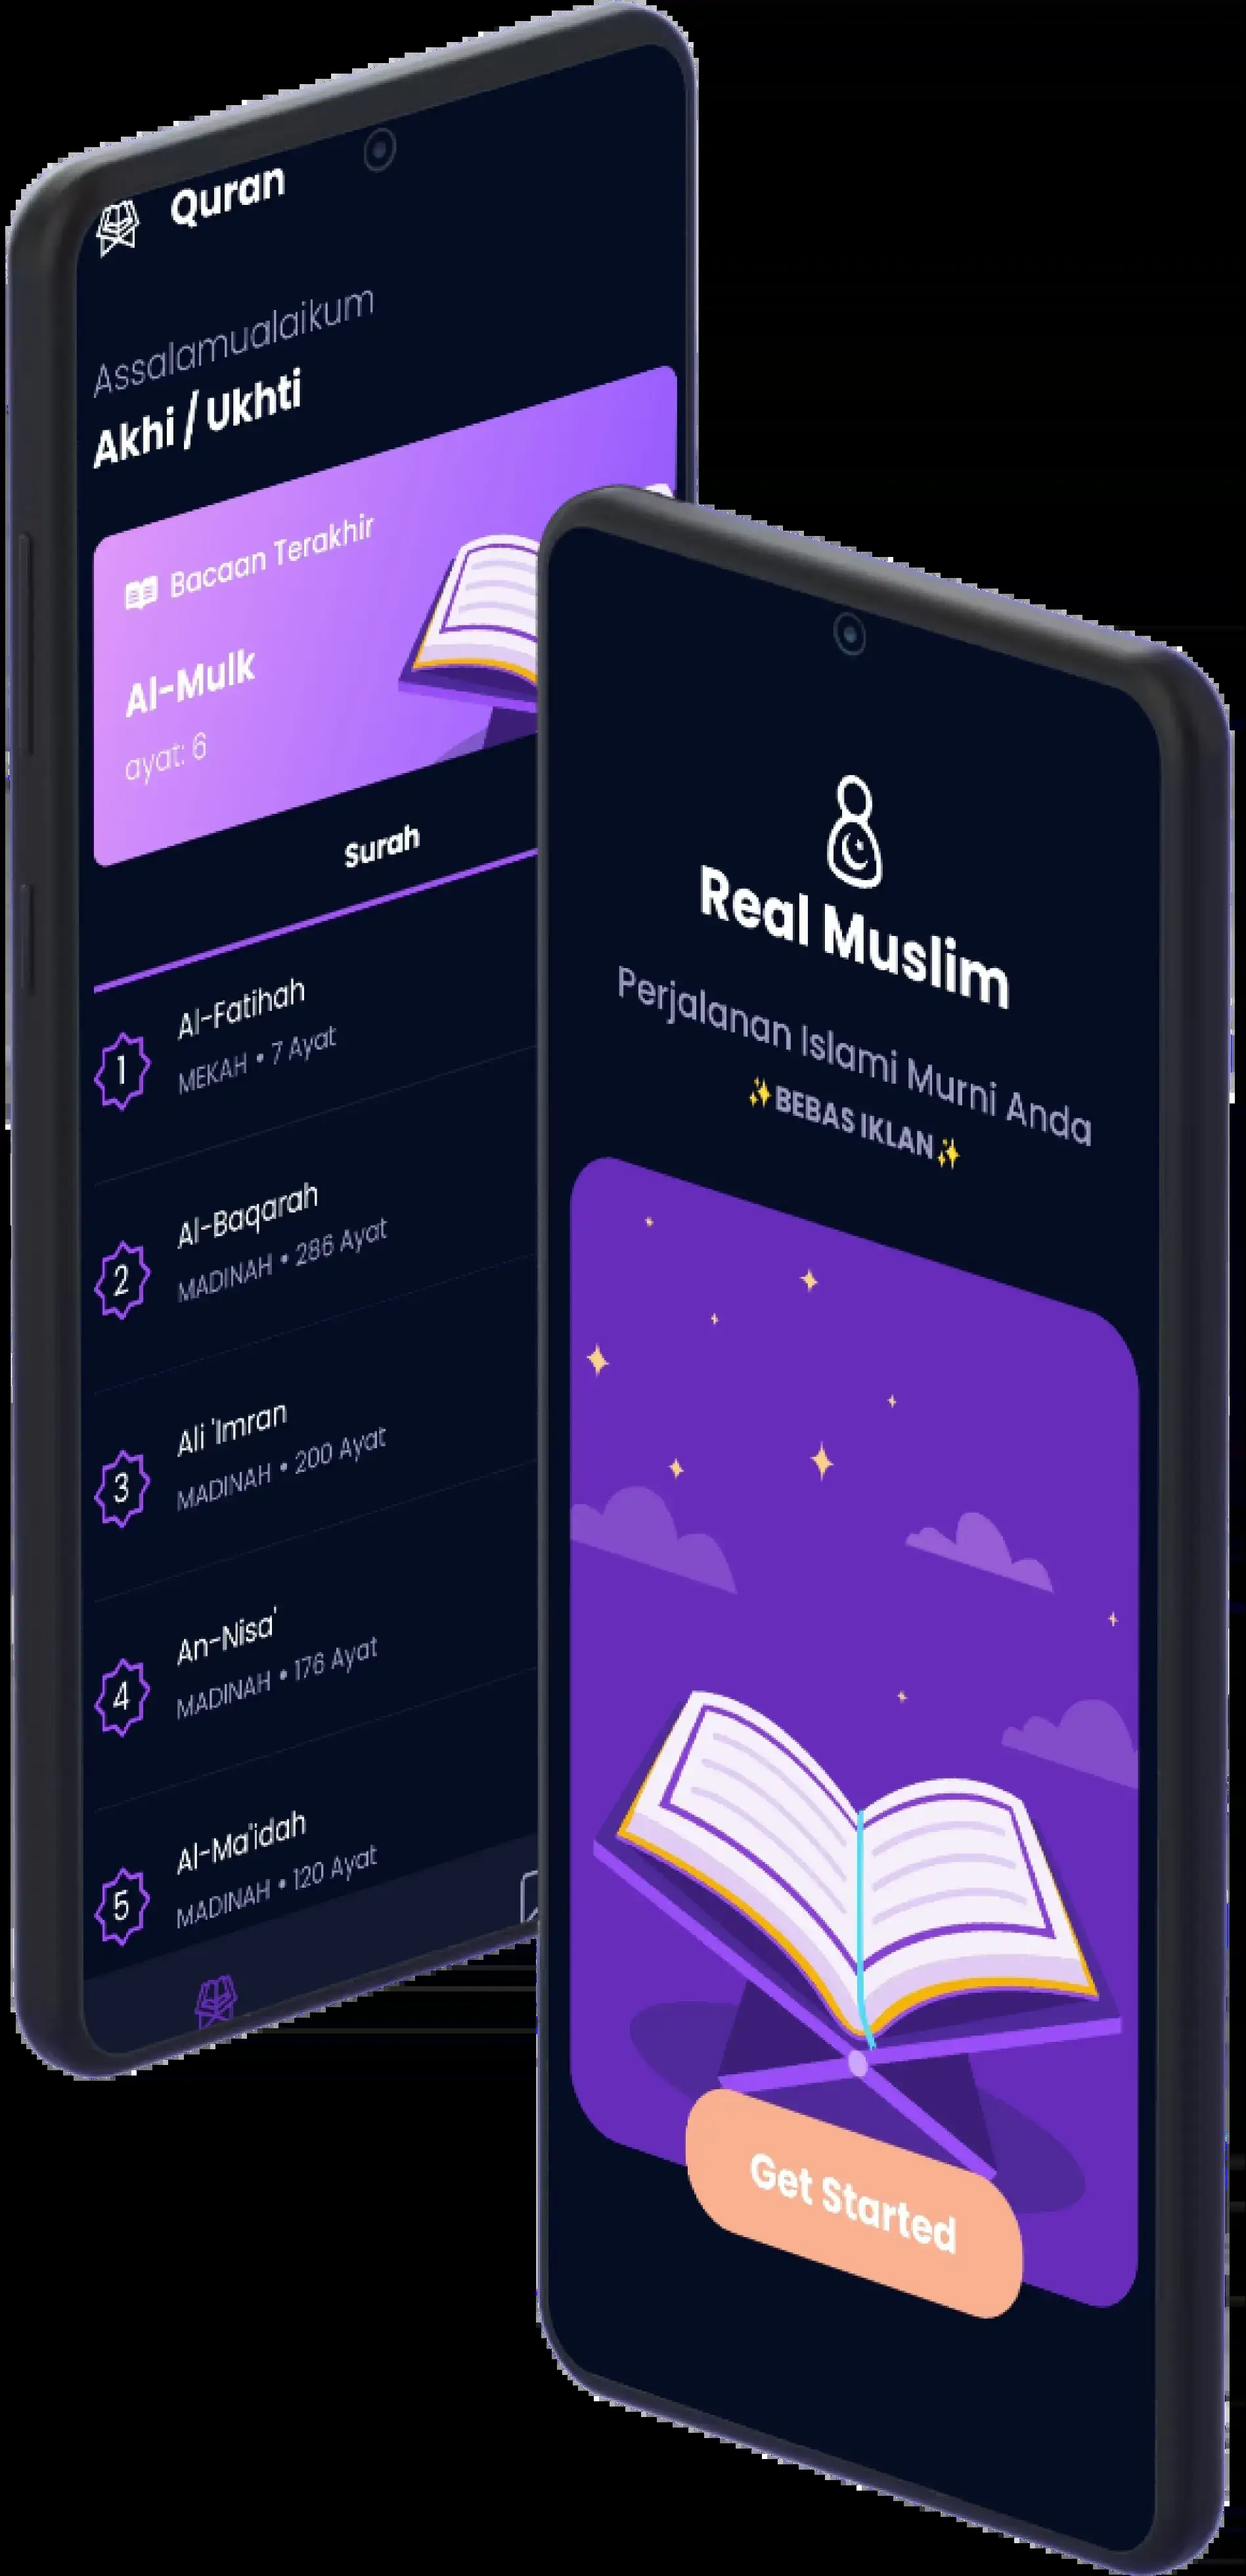 Quran
Assalamualaikum
Akhi / Ukhti
Bacaan Terakhir
Al-Mulk
ayat: 6
Surah
1
Al-Fatihah
MEKAH • 7 Ayat
2
Al-Baqarah
MADINAH • 286 Ayat
3
Ali 'Imran
MADINAH • 200 Ayat
4
An-Nisa'
MADINAH • 176 Ayat
5
Al-Ma'idah
MADINAH • 120 Ayat
Real Muslim
Perjalanan Islami Murni Anda
✨BEBAS IKLAN✨
Get Started